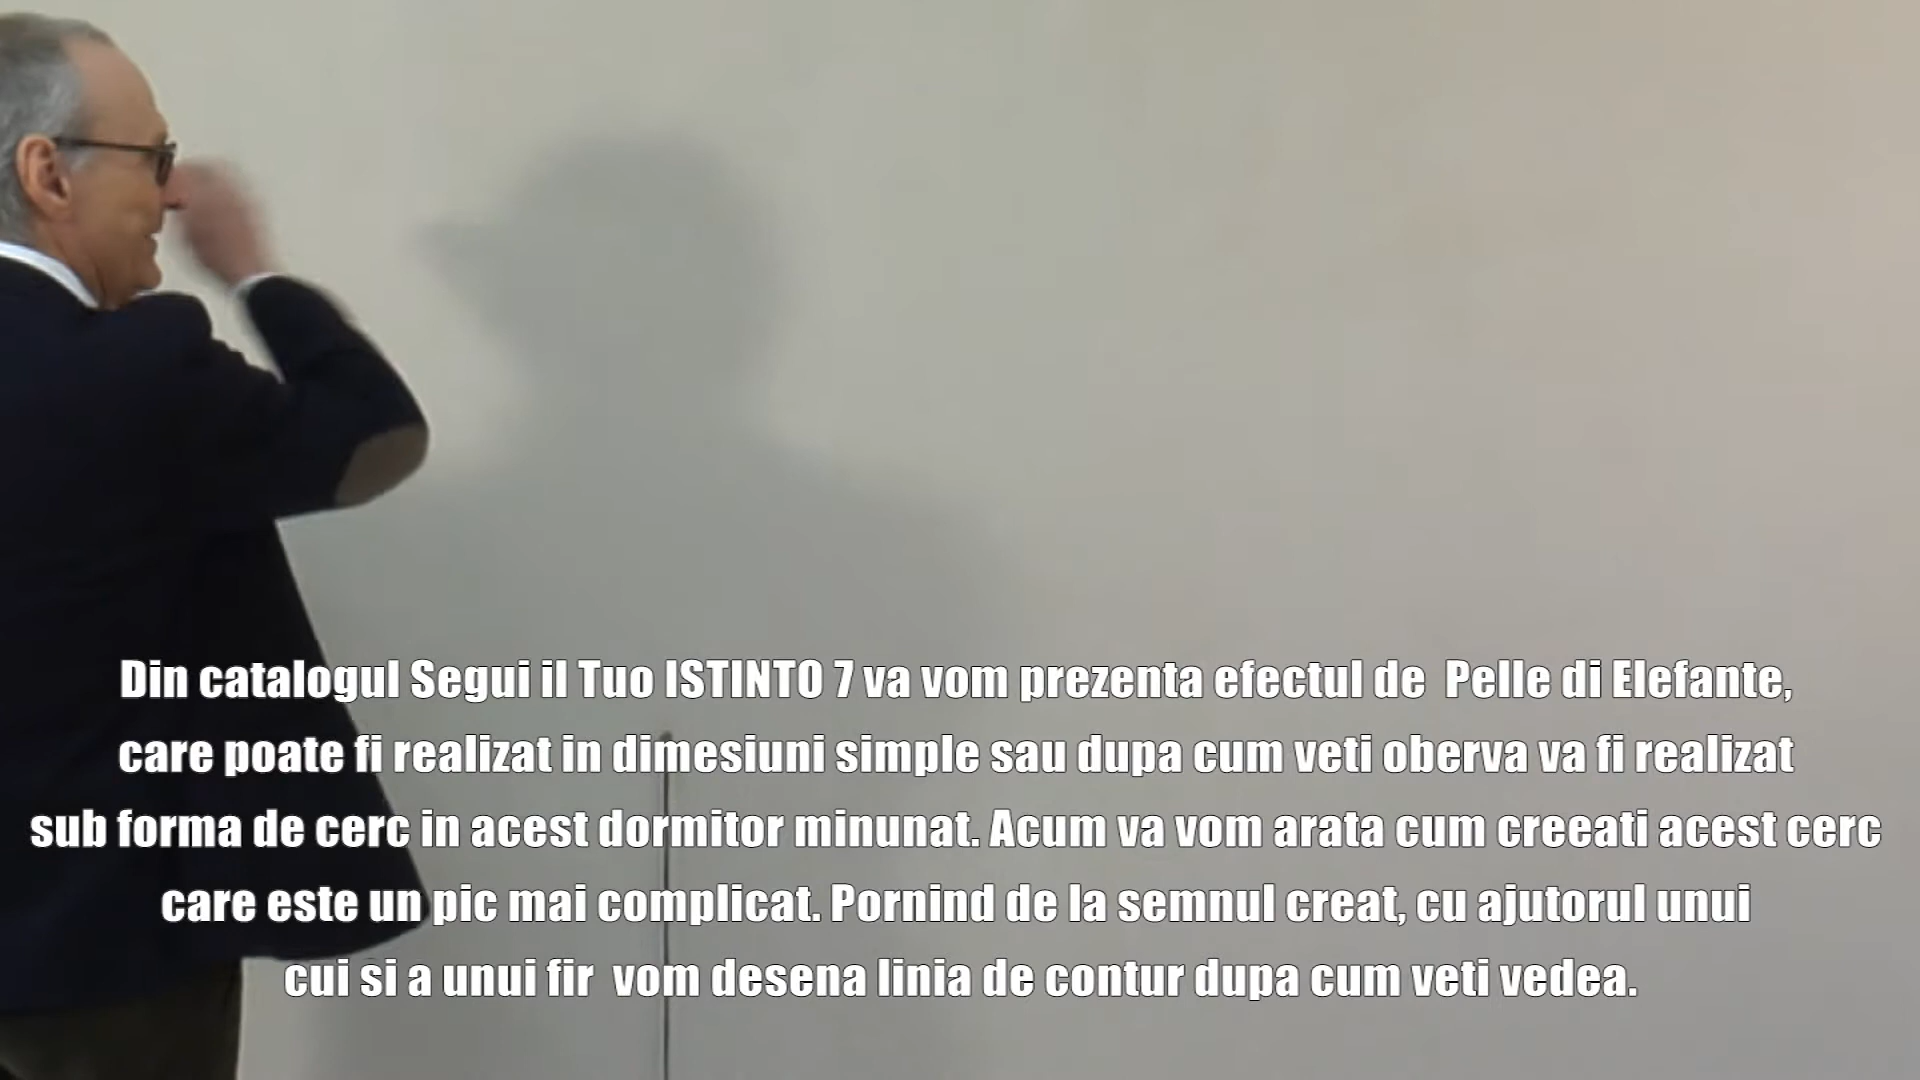 Din catalogul Segui il Tuo ISTINTO 7 va vom prezenta efectul de  Pelle di Elefante,
care poate fi realizat in dimesiuni simple sau dupa cum veti oberva va fi realizat
sub forma de cerc in acest dormitor minunat. Acum va vom arata cum creeati acest cerc
care este un pic mai complicat. Pornind de la semnul creat, cu ajutorul unui
cui si a unui fir  vom desena linia de contur dupa cum veti vedea.